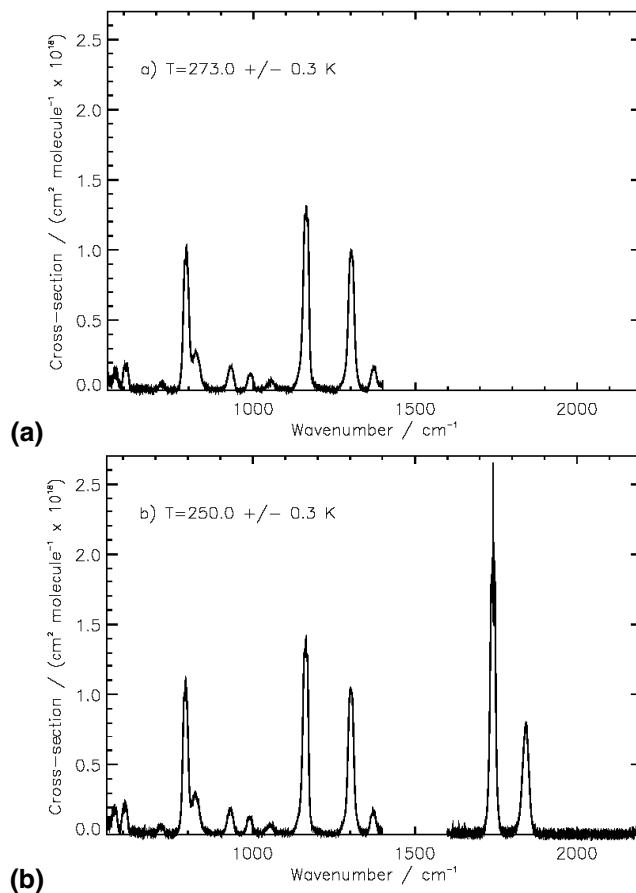 a) T=273.0 +/− 0.3 K
Cross−section / (cm² molecule⁻¹ x 10¹⁸)
2.5
2.0
1.5
1.0
0.5
0.0
1000 1500 2000
Wavenumber / cm⁻¹
(a)
b) T=250.0 +/− 0.3 K
Cross−section / (cm² molecule⁻¹ x 10¹⁸)
2.5
2.0
1.5
1.0
0.5
0.0
1000 1500 2000
Wavenumber / cm⁻¹
(b)